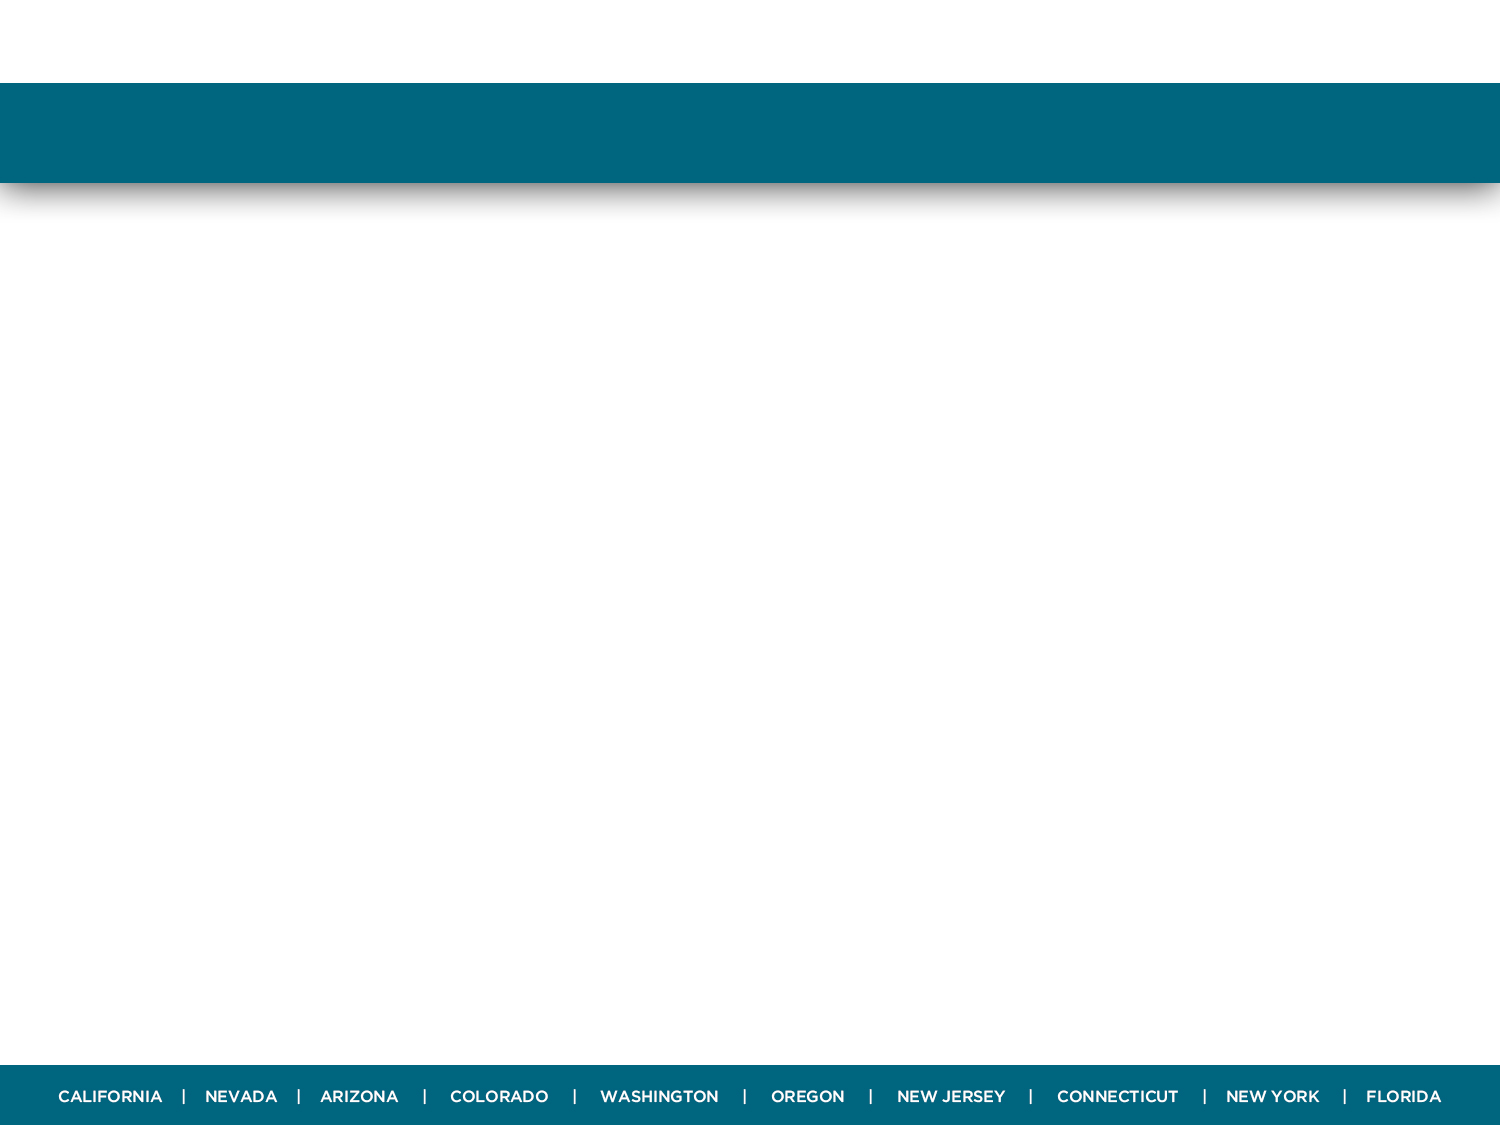 CALIFORNIA | NEVADA | ARIZONA | COLORADO | WASHINGTON | OREGON | NEW JERSEY | CONNECTICUT | NEW YORK | FLORIDA